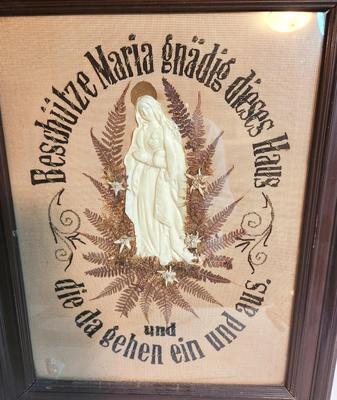 Beschütze Maria gnädig dieses Haus
und
die da gehen ein und aus.